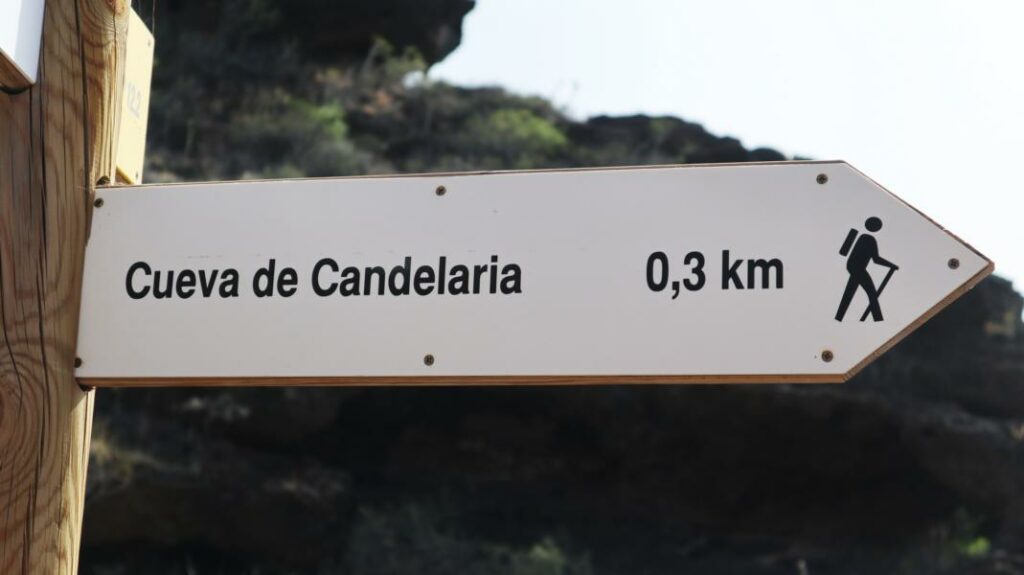 Cueva de Candelaria 0,3 km